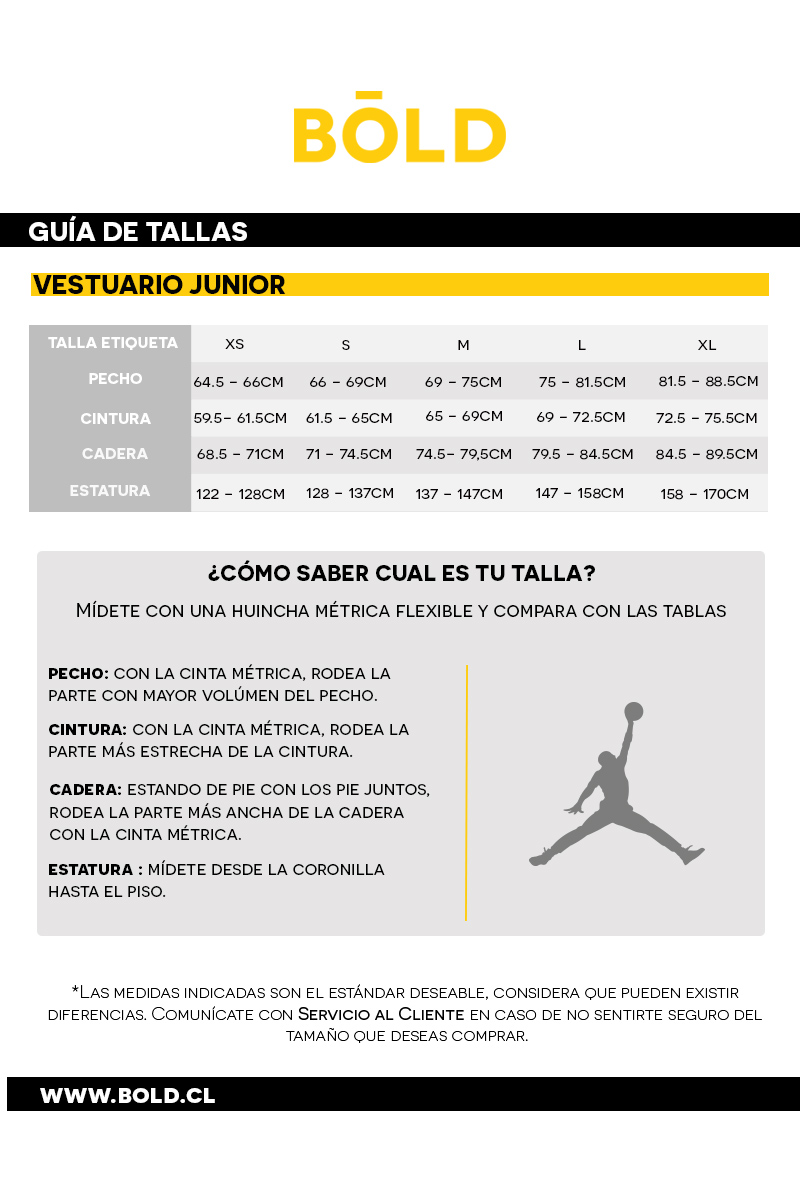 BŌLD
GUÍA DE TALLAS
VESTUARIO JUNIOR
TALLA ETIQUETA XS S M L XL
PECHO 64.5 - 66CM 66 - 69CM 69 - 75CM 75 - 81.5CM 81.5 - 88.5CM
CINTURA 59.5- 61.5CM 61.5 - 65CM 65 - 69CM 69 - 72.5CM 72.5 - 75.5CM
CADERA 68.5 - 71CM 71 - 74.5CM 74.5- 79,5CM 79.5 - 84.5CM 84.5 - 89.5CM
ESTATURA 122 - 128CM 128 - 137CM 137 - 147CM 147 - 158CM 158 - 170CM
¿CÓMO SABER CUAL ES TU TALLA?
MÍDETE CON UNA HUINCHA MÉTRICA FLEXIBLE Y COMPARA CON LAS TABLAS
PECHO: CON LA CINTA MÉTRICA, RODEA LA
PARTE CON MAYOR VOLÚMEN DEL PECHO.
CINTURA: CON LA CINTA MÉTRICA, RODEA LA
PARTE MÁS ESTRECHA DE LA CINTURA.
CADERA: ESTANDO DE PIE CON LOS PIE JUNTOS,
RODEA LA PARTE MÁS ANCHA DE LA CADERA
CON LA CINTA MÉTRICA.
ESTATURA : MÍDETE DESDE LA CORONILLA
HASTA EL PISO.
*LAS MEDIDAS INDICADAS SON EL ESTÁNDAR DESEABLE, CONSIDERA QUE PUEDEN EXISTIR
DIFERENCIAS. COMUNÍCATE CON SERVICIO AL CLIENTE EN CASO DE NO SENTIRTE SEGURO DEL
TAMAÑO QUE DESEAS COMPRAR.
WWW.BOLD.CL